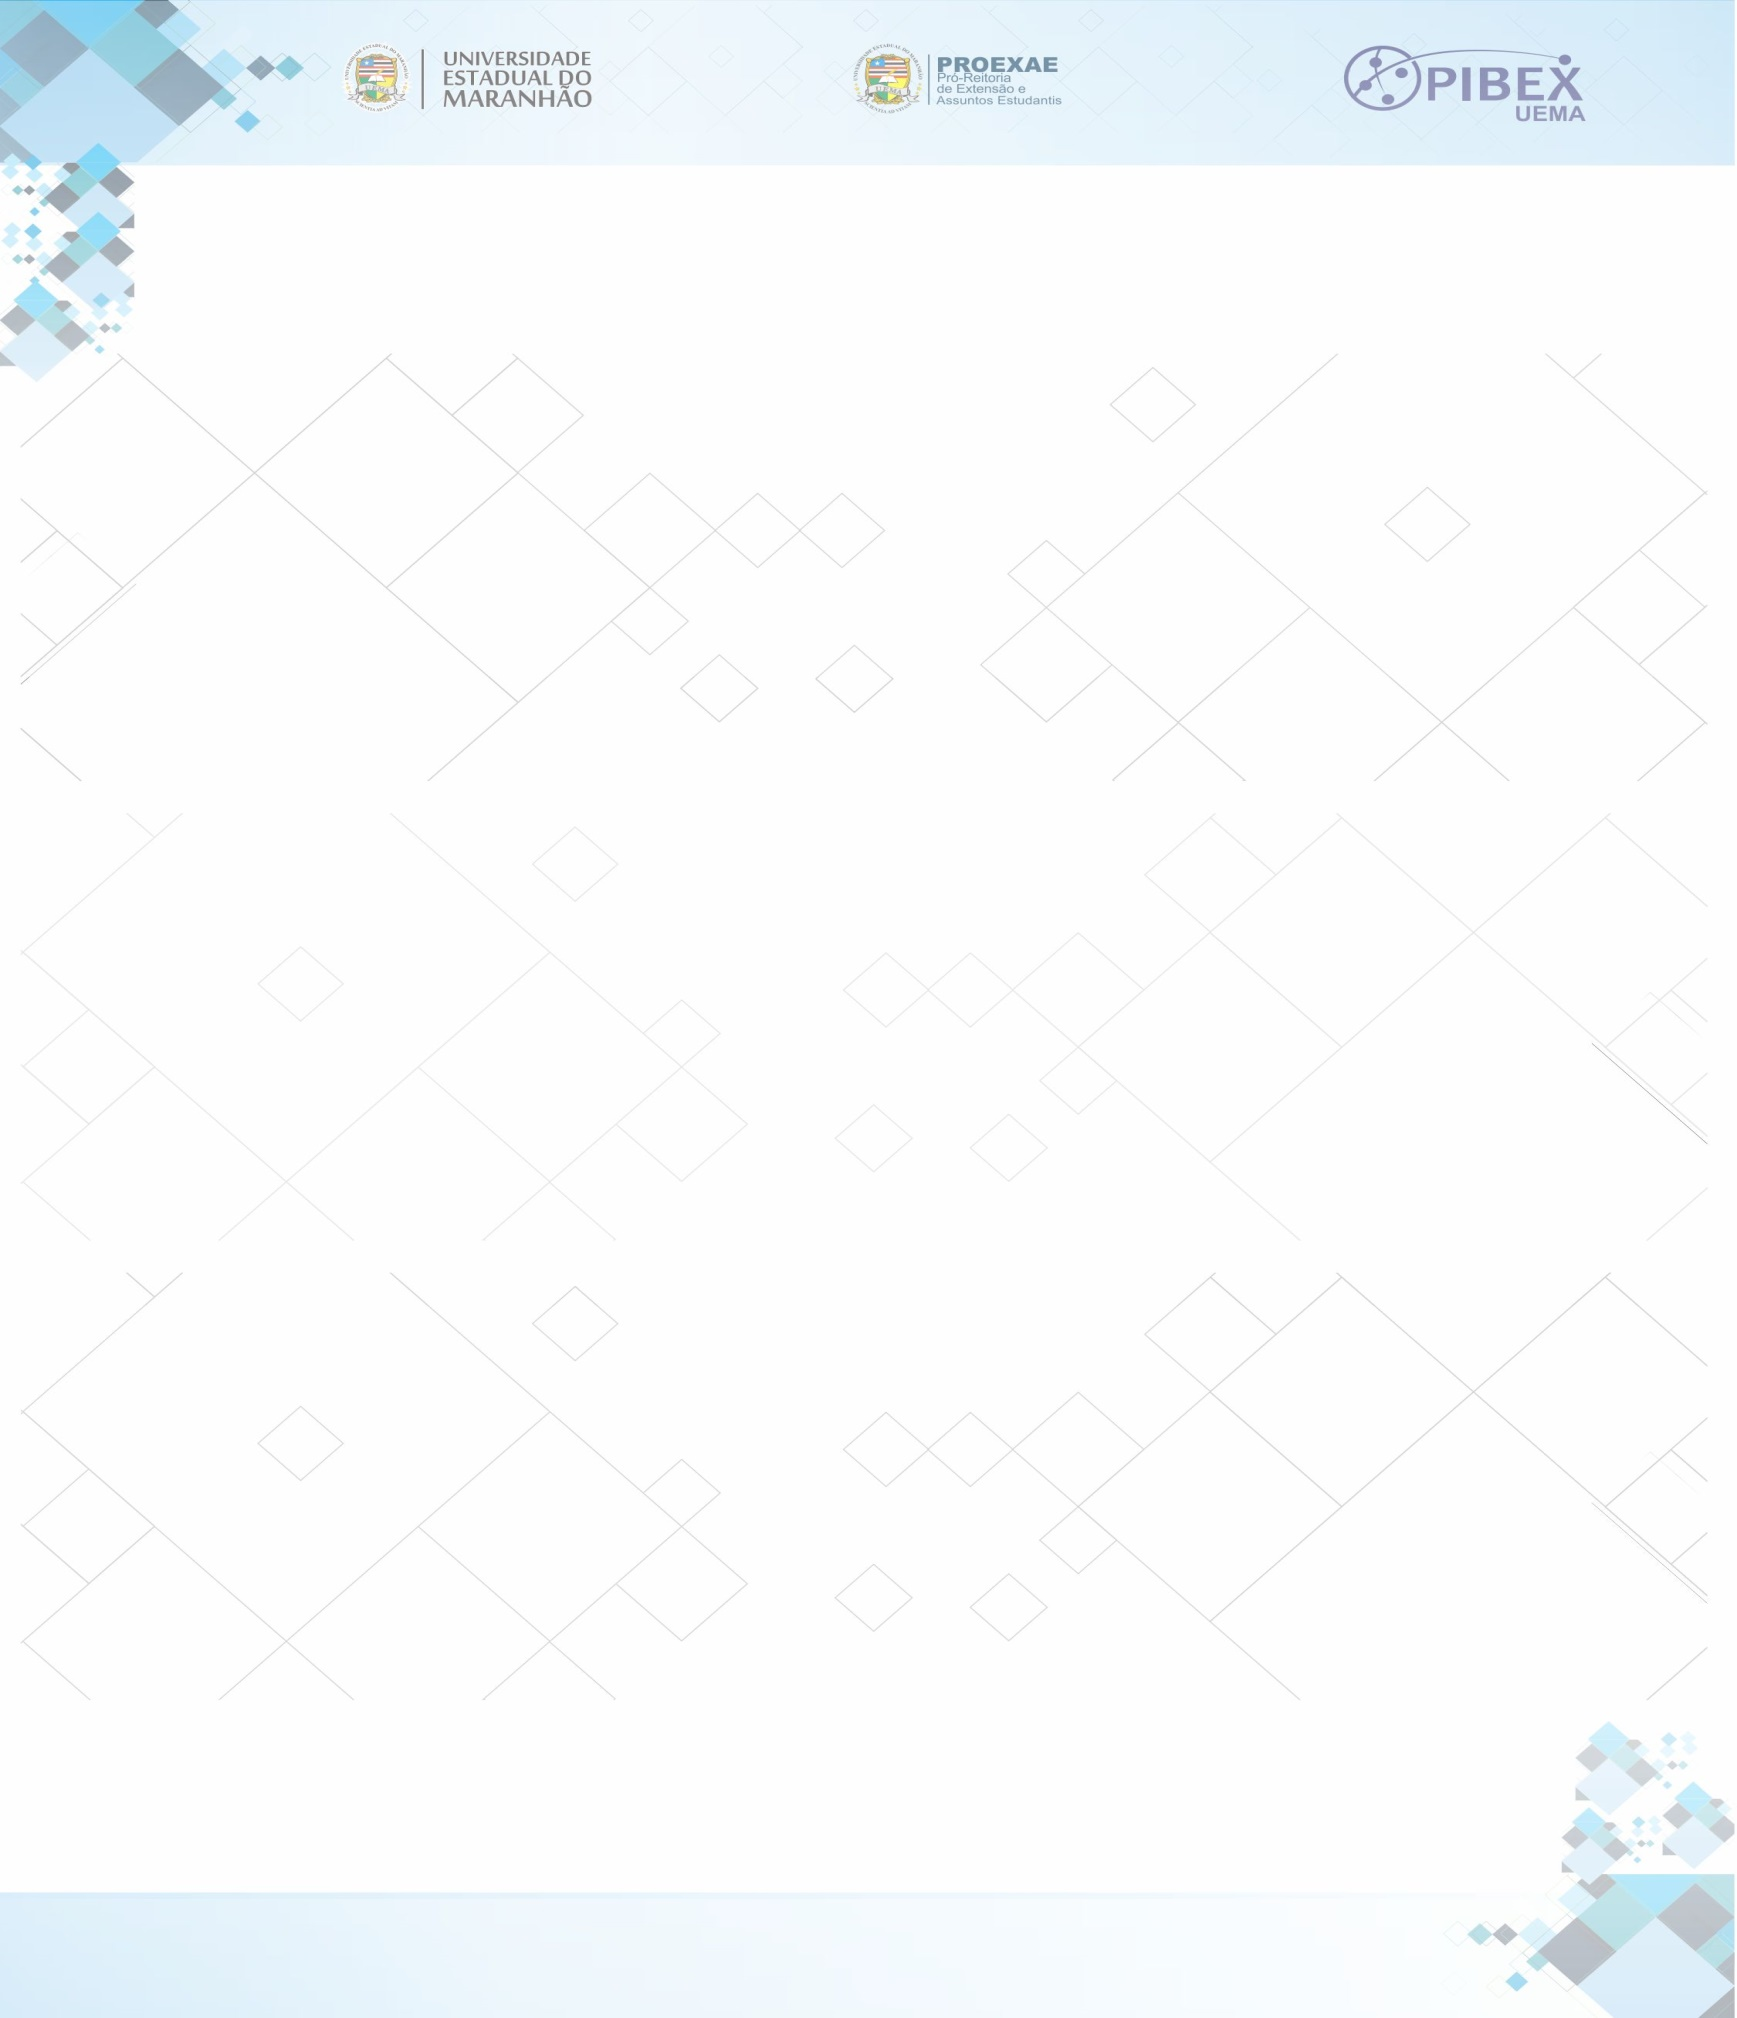 UNIVERSIDADE
ESTADUAL DO
MARANHÃO
PROEXAE
Pró-Reitoria
de Extensão e
Assuntos Estudantis
PIBEX
UEMA